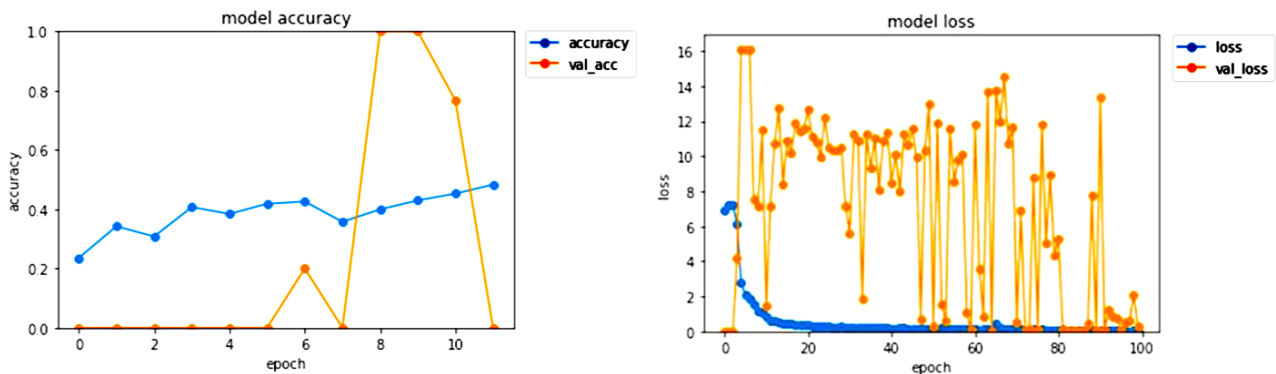 model accuracy
1.0
0.8
0.6
0.4
0.2
0.0
accuracy
0 2 4 6 8 10
epoch
accuracy
val_acc
model loss
16
14
12
10
8
6
4
2
0
loss
0 20 40 60 80 100
epoch
loss
val_loss